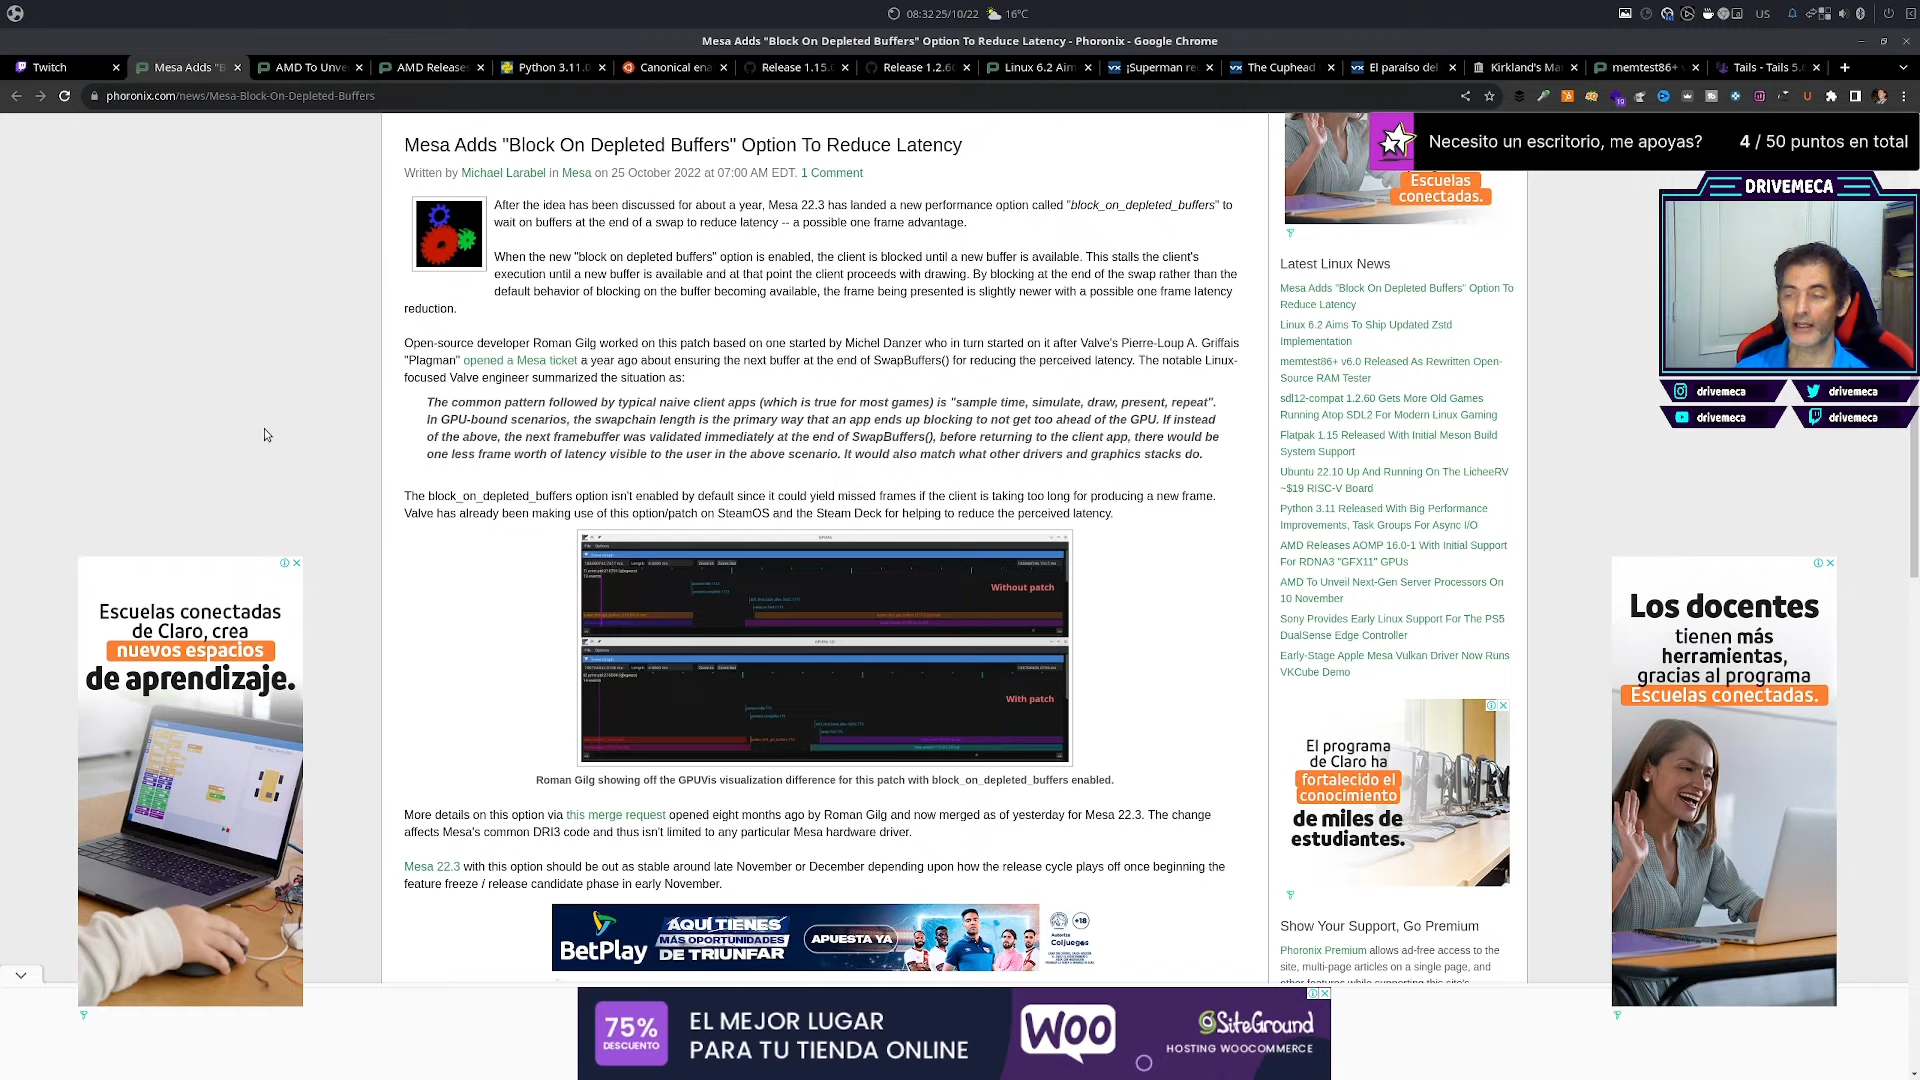 08:32 25/10/22 16°C
US
Mesa Adds "Block On Depleted Buffers" Option To Reduce Latency - Phoronix - Google Chrome
Twitch
Mesa Adds "B
AMD To Unve
AMD Releases
Python 3.11.0
Canonical ena
Release 1.15.0
Release 1.2.60
Linux 6.2 Aim
¡Superman re
The Cuphead
El paraíso del
Kirkland's Ma
memtest86+ v
Tails - Tails 5.
phoronix.com/news/Mesa-Block-On-Depleted-Buffers
19
Necesito un escritorio, me apoyas? 4 / 50 puntos en total
DRIVEMECA
drivemeca
drivemeca
drivemeca
drivemeca
Mesa Adds "Block On Depleted Buffers" Option To Reduce Latency
Written by Michael Larabel in Mesa on 25 October 2022 at 07:00 AM EDT. 1 Comment
After the idea has been discussed for about a year, Mesa 22.3 has landed a new performance option called "block_on_depleted_buffers" to
wait on buffers at the end of a swap to reduce latency -- a possible one frame advantage.
When the new "block on depleted buffers" option is enabled, the client is blocked until a new buffer is available. This stalls the client's
execution until a new buffer is available and at that point the client proceeds with drawing. By blocking at the end of the swap rather than the
default behavior of blocking on the buffer becoming available, the frame being presented is slightly newer with a possible one frame latency
reduction.
Open-source developer Roman Gilg worked on this patch based on one started by Michel Danzer who in turn started on it after Valve's Pierre-Loup A. Griffais
"Plagman" opened a Mesa ticket a year ago about ensuring the next buffer at the end of SwapBuffers() for reducing the perceived latency. The notable Linux-
focused Valve engineer summarized the situation as:
The common pattern followed by typical naive client apps (which is true for most games) is "sample time, simulate, draw, present, repeat".
In GPU-bound scenarios, the swapchain length is the primary way that an app ends up blocking to not get too ahead of the GPU. If instead
of the above, the next framebuffer was validated immediately at the end of SwapBuffers(), before returning to the client app, there would be
one less frame worth of latency visible to the user in the above scenario. It would also match what other drivers and graphics stacks do.
The block_on_depleted_buffers option isn't enabled by default since it could yield missed frames if the client is taking too long for producing a new frame.
Valve has already been making use of this option/patch on SteamOS and the Steam Deck for helping to reduce the perceived latency.
Without patch
With patch
Roman Gilg showing off the GPUVis visualization difference for this patch with block_on_depleted_buffers enabled.
More details on this option via this merge request opened eight months ago by Roman Gilg and now merged as of yesterday for Mesa 22.3. The change
affects Mesa's common DRI3 code and thus isn't limited to any particular Mesa hardware driver.
Mesa 22.3 with this option should be out as stable around late November or December depending upon how the release cycle plays off once beginning the
feature freeze / release candidate phase in early November.
BetPlay
AQUÍ TIENES
MÁS OPORTUNIDADES
DE TRIUNFAR
APUESTA YA
+18
Autoriza
Coljuegos
Escuelas
conectadas.
Latest Linux News
Mesa Adds "Block On Depleted Buffers" Option To
Reduce Latency
Linux 6.2 Aims To Ship Updated Zstd
Implementation
memtest86+ v6.0 Released As Rewritten Open-
Source RAM Tester
sdl12-compat 1.2.60 Gets More Old Games
Running Atop SDL2 For Modern Linux Gaming
Flatpak 1.15 Released With Initial Meson Build
System Support
Ubuntu 22.10 Up And Running On The LicheeRV
~$19 RISC-V Board
Python 3.11 Released With Big Performance
Improvements, Task Groups For Async I/O
AMD Releases AOMP 16.0-1 With Initial Support
For RDNA3 "GFX11" GPUs
AMD To Unveil Next-Gen Server Processors On
10 November
Sony Provides Early Linux Support For The PS5
DualSense Edge Controller
Early-Stage Apple Mesa Vulkan Driver Now Runs
VKCube Demo
El programa
de Claro ha
fortalecido el
conocimiento
de miles de
estudiantes.
Show Your Support, Go Premium
Phoronix Premium allows ad-free access to the
site, multi-page articles on a single page, and
other features while supporting this site's
Escuelas conectadas
de Claro, crea
nuevos espacios
de aprendizaje.
Los docentes
tienen más
herramientas,
gracias al programa
Escuelas conectadas.
75%
DESCUENTO
EL MEJOR LUGAR
PARA TU TIENDA ONLINE
WOO
SiteGround
HOSTING WOOCOMMERCE